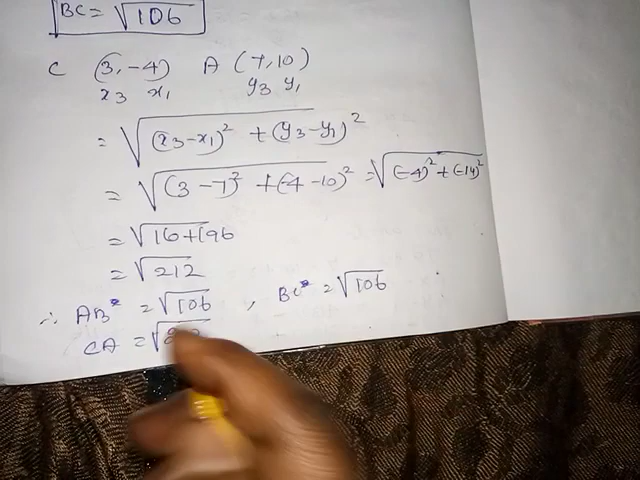 BC = √106
C (3, -4) A (7, 10)
x₃ x₁ y₃ y₁
= √(x₃-x₁)² + (y₃-y₁)²
= √(3-7)² + (-4-10)² = √(-4)² + (-14)²
= √16+196
= √212
∴ AB = √106 , BC = √106
CA = √